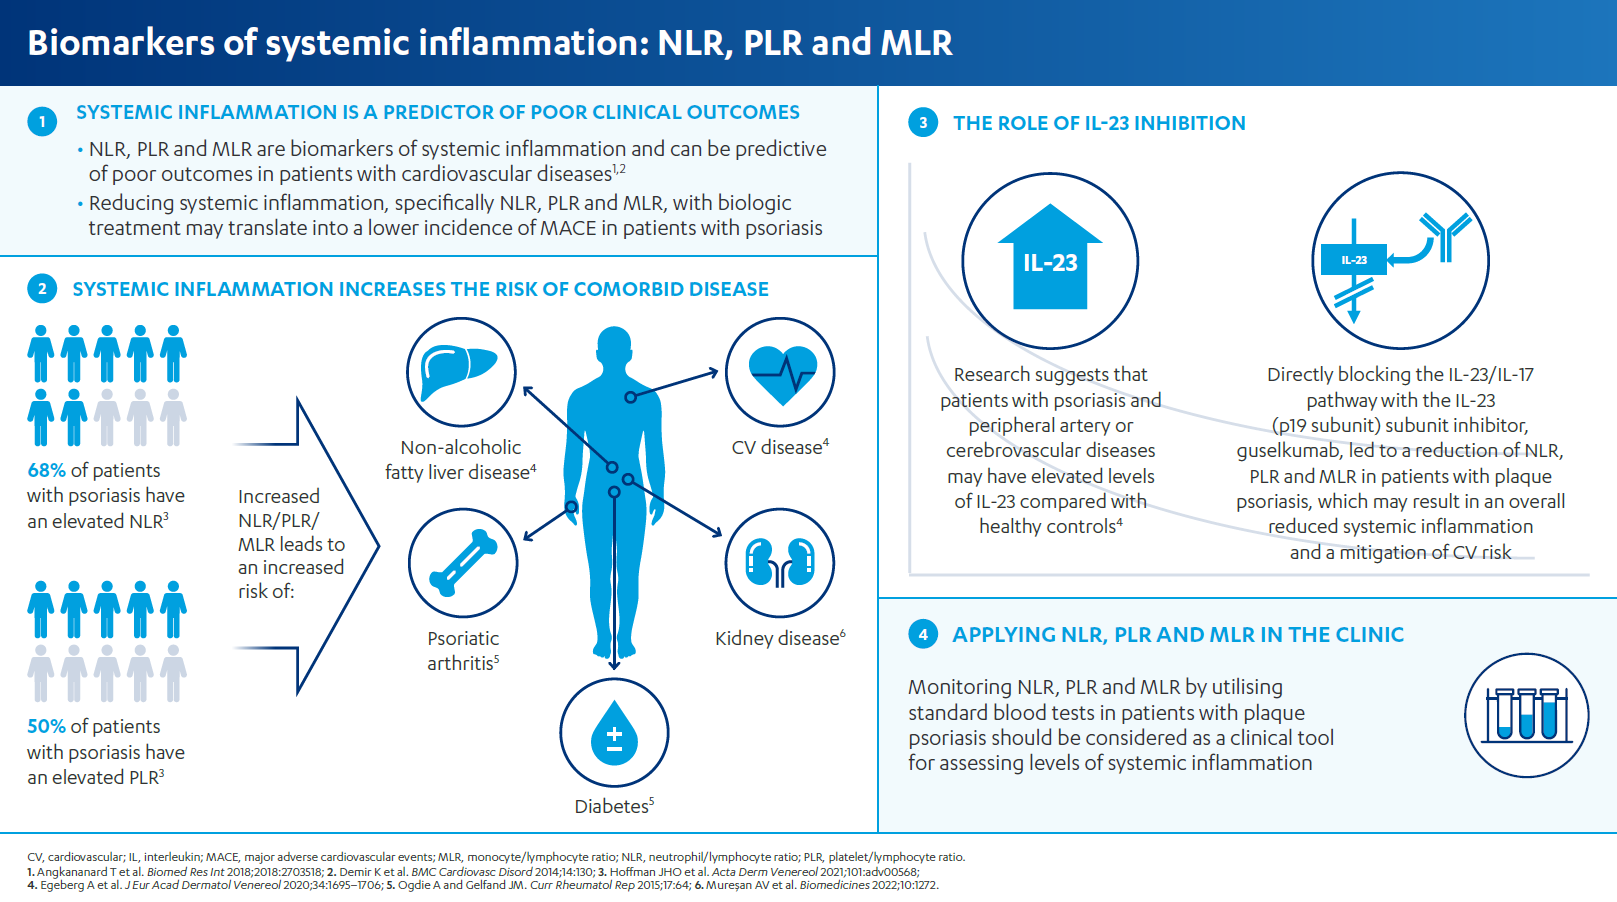 Biomarkers of systemic inflammation: NLR, PLR and MLR
1
SYSTEMIC INFLAMMATION IS A PREDICTOR OF POOR CLINICAL OUTCOMES
• NLR, PLR and MLR are biomarkers of systemic inflammation and can be predictive
of poor outcomes in patients with cardiovascular diseases1,2
• Reducing systemic inflammation, specifically NLR, PLR and MLR, with biologic
treatment may translate into a lower incidence of MACE in patients with psoriasis
2
SYSTEMIC INFLAMMATION INCREASES THE RISK OF COMORBID DISEASE
68% of patients
with psoriasis have
an elevated NLR3
50% of patients
with psoriasis have
an elevated PLR3
Increased
NLR/PLR/
MLR leads to
an increased
risk of:
Non-alcoholic
fatty liver disease4
CV disease4
Psoriatic
arthritis5
Kidney disease6
Diabetes5
3
THE ROLE OF IL-23 INHIBITION
IL-23
Research suggests that
patients with psoriasis and
peripheral artery or
cerebrovascular diseases
may have elevated levels
of IL-23 compared with
healthy controls4
IL-23
Directly blocking the IL-23/IL-17
pathway with the IL-23
(p19 subunit) subunit inhibitor,
guselkumab, led to a reduction of NLR,
PLR and MLR in patients with plaque
psoriasis, which may result in an overall
reduced systemic inflammation
and a mitigation of CV risk
4
APPLYING NLR, PLR AND MLR IN THE CLINIC
Monitoring NLR, PLR and MLR by utilising
standard blood tests in patients with plaque
psoriasis should be considered as a clinical tool
for assessing levels of systemic inflammation
CV, cardiovascular; IL, interleukin; MACE, major adverse cardiovascular events; MLR, monocyte/lymphocyte ratio; NLR, neutrophil/lymphocyte ratio; PLR, platelet/lymphocyte ratio.
1. Angkananard T et al. Biomed Res Int 2018;2018:2703518; 2. Demir K et al. BMC Cardiovasc Disord 2014;14:130; 3. Hoffman JHO et al. Acta Derm Venereol 2021;101:adv00568;
4. Egeberg A et al. J Eur Acad Dermatol Venereol 2020;34:1695–1706; 5. Ogdie A and Gelfand JM. Curr Rheumatol Rep 2015;17:64; 6. Mureşan AV et al. Biomedicines 2022;10:1272.